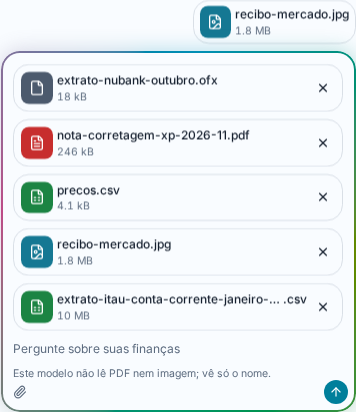 recibo-mercado.jpg
1.8 MB
extrato-nubank-outubro.ofx
18 kB
nota-corretagem-xp-2026-11.pdf
246 kB
precos.csv
4.1 kB
recibo-mercado.jpg
1.8 MB
extrato-itau-conta-corrente-janeiro-... .csv
10 MB
Pergunte sobre suas finanças
Este modelo não lê PDF nem imagem; vê só o nome.